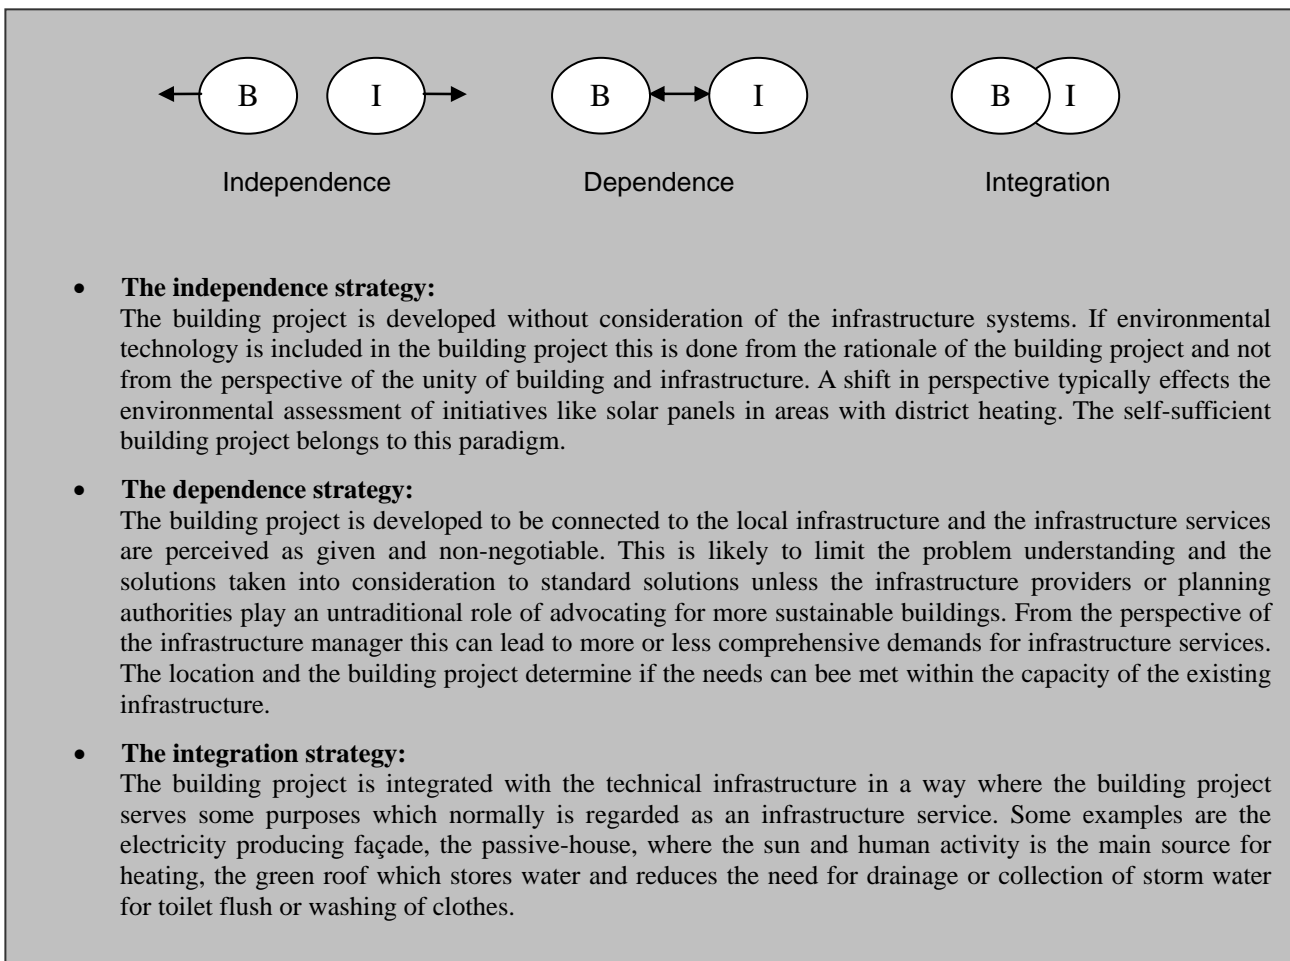 B I B I B I
Independence Dependence Integration
• The independence strategy:
The building project is developed without consideration of the infrastructure systems. If environmental
technology is included in the building project this is done from the rationale of the building project and not
from the perspective of the unity of building and infrastructure. A shift in perspective typically effects the
environmental assessment of initiatives like solar panels in areas with district heating. The self-sufficient
building project belongs to this paradigm.
• The dependence strategy:
The building project is developed to be connected to the local infrastructure and the infrastructure services
are perceived as given and non-negotiable. This is likely to limit the problem understanding and the
solutions taken into consideration to standard solutions unless the infrastructure providers or planning
authorities play an untraditional role of advocating for more sustainable buildings. From the perspective of
the infrastructure manager this can lead to more or less comprehensive demands for infrastructure services.
The location and the building project determine if the needs can bee met within the capacity of the existing
infrastructure.
• The integration strategy:
The building project is integrated with the technical infrastructure in a way where the building project
serves some purposes which normally is regarded as an infrastructure service. Some examples are the
electricity producing façade, the passive-house, where the sun and human activity is the main source for
heating, the green roof which stores water and reduces the need for drainage or collection of storm water
for toilet flush or washing of clothes.